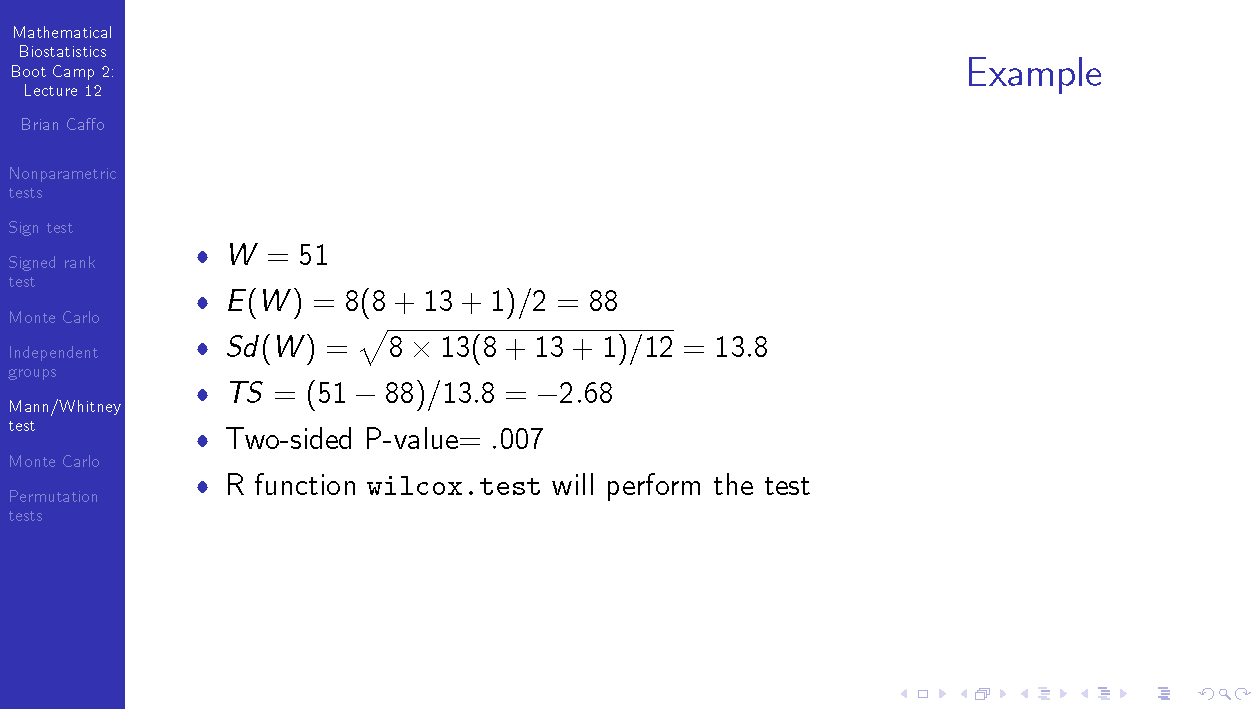 Mathematical
Biostatistics
Boot Camp 2:
Lecture 12
Brian Caffo
Nonparametric
tests
Sign test
Signed rank
test
Monte Carlo
Independent
groups
Mann/Whitney
test
Monte Carlo
Permutation
tests
Example
• W = 51
• E(W) = 8(8 + 13 + 1)/2 = 88
• Sd(W) = √8 × 13(8 + 13 + 1)/12 = 13.8
• TS = (51 − 88)/13.8 = −2.68
• Two-sided P-value= .007
• R function wilcox.test will perform the test